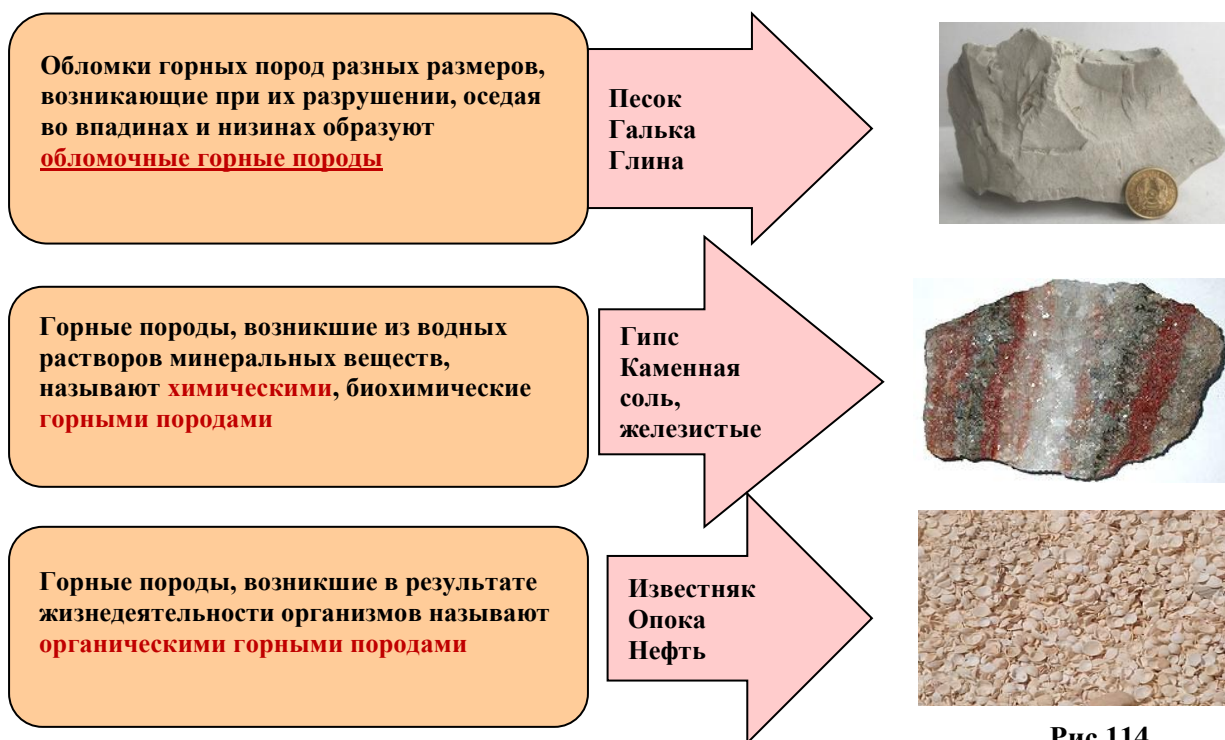 Обломки горных пород разных размеров,
возникающие при их разрушении, оседая
во впадинах и низинах образуют
обломочные горные породы
Песок
Галька
Глина
Горные породы, возникшие из водных
растворов минеральных веществ,
называют химическими, биохимические
горными породами
Гипс
Каменная
соль,
железистые
Горные породы, возникшие в результате
жизнедеятельности организмов называют
органическими горными породами
Известняк
Опока
Нефть
Рис 114